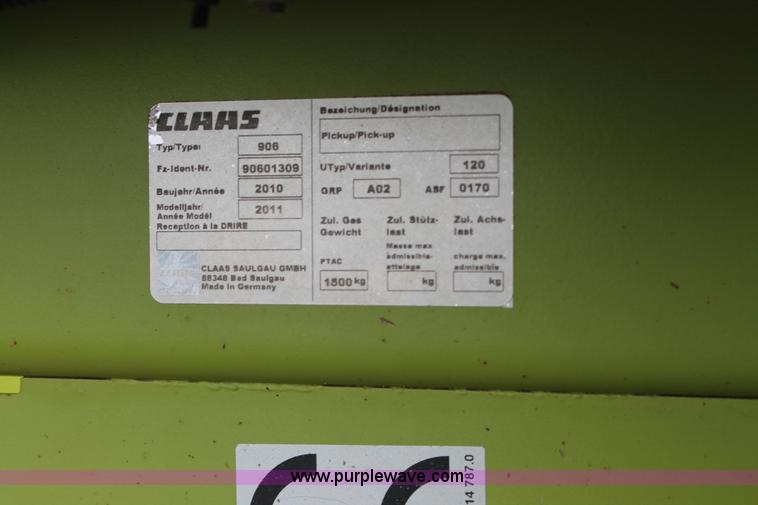 CLAAS
Typ/Type: 906
Fz-Ident-Nr. 90601309
Baujahr/Année 2010
Modelljahr/
Année Modèl 2011
Reception à la DRIRE
CLAAS SAULGAU GMBH
88348 Bad Saulgau
Made in Germany
Bezeichung/Désignation
Pickup/Pick-up
UTyp/Variante 120
GRP A02 ASF 0170
Zul. Ges
Gewicht
PTAC
1500 kg
Zul. Stütz-
last
Masse max
admissible-
attelage
kg
Zul. Achs-
last
charge max.
admissible
kg
CE
14 787.0
www.purplewave.com